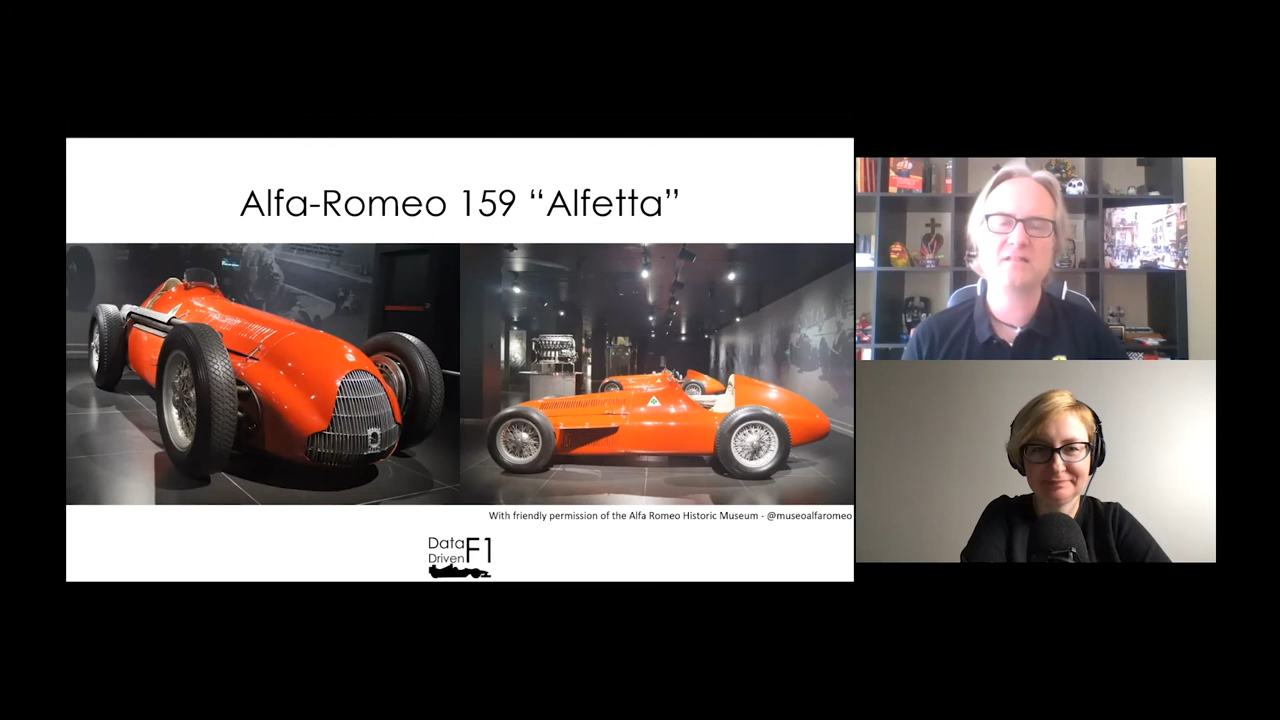 Alfa-Romeo 159 “Alfetta”
With friendly permission of the Alfa Romeo Historic Museum - @museoalfaromeo
Data
Driven F1